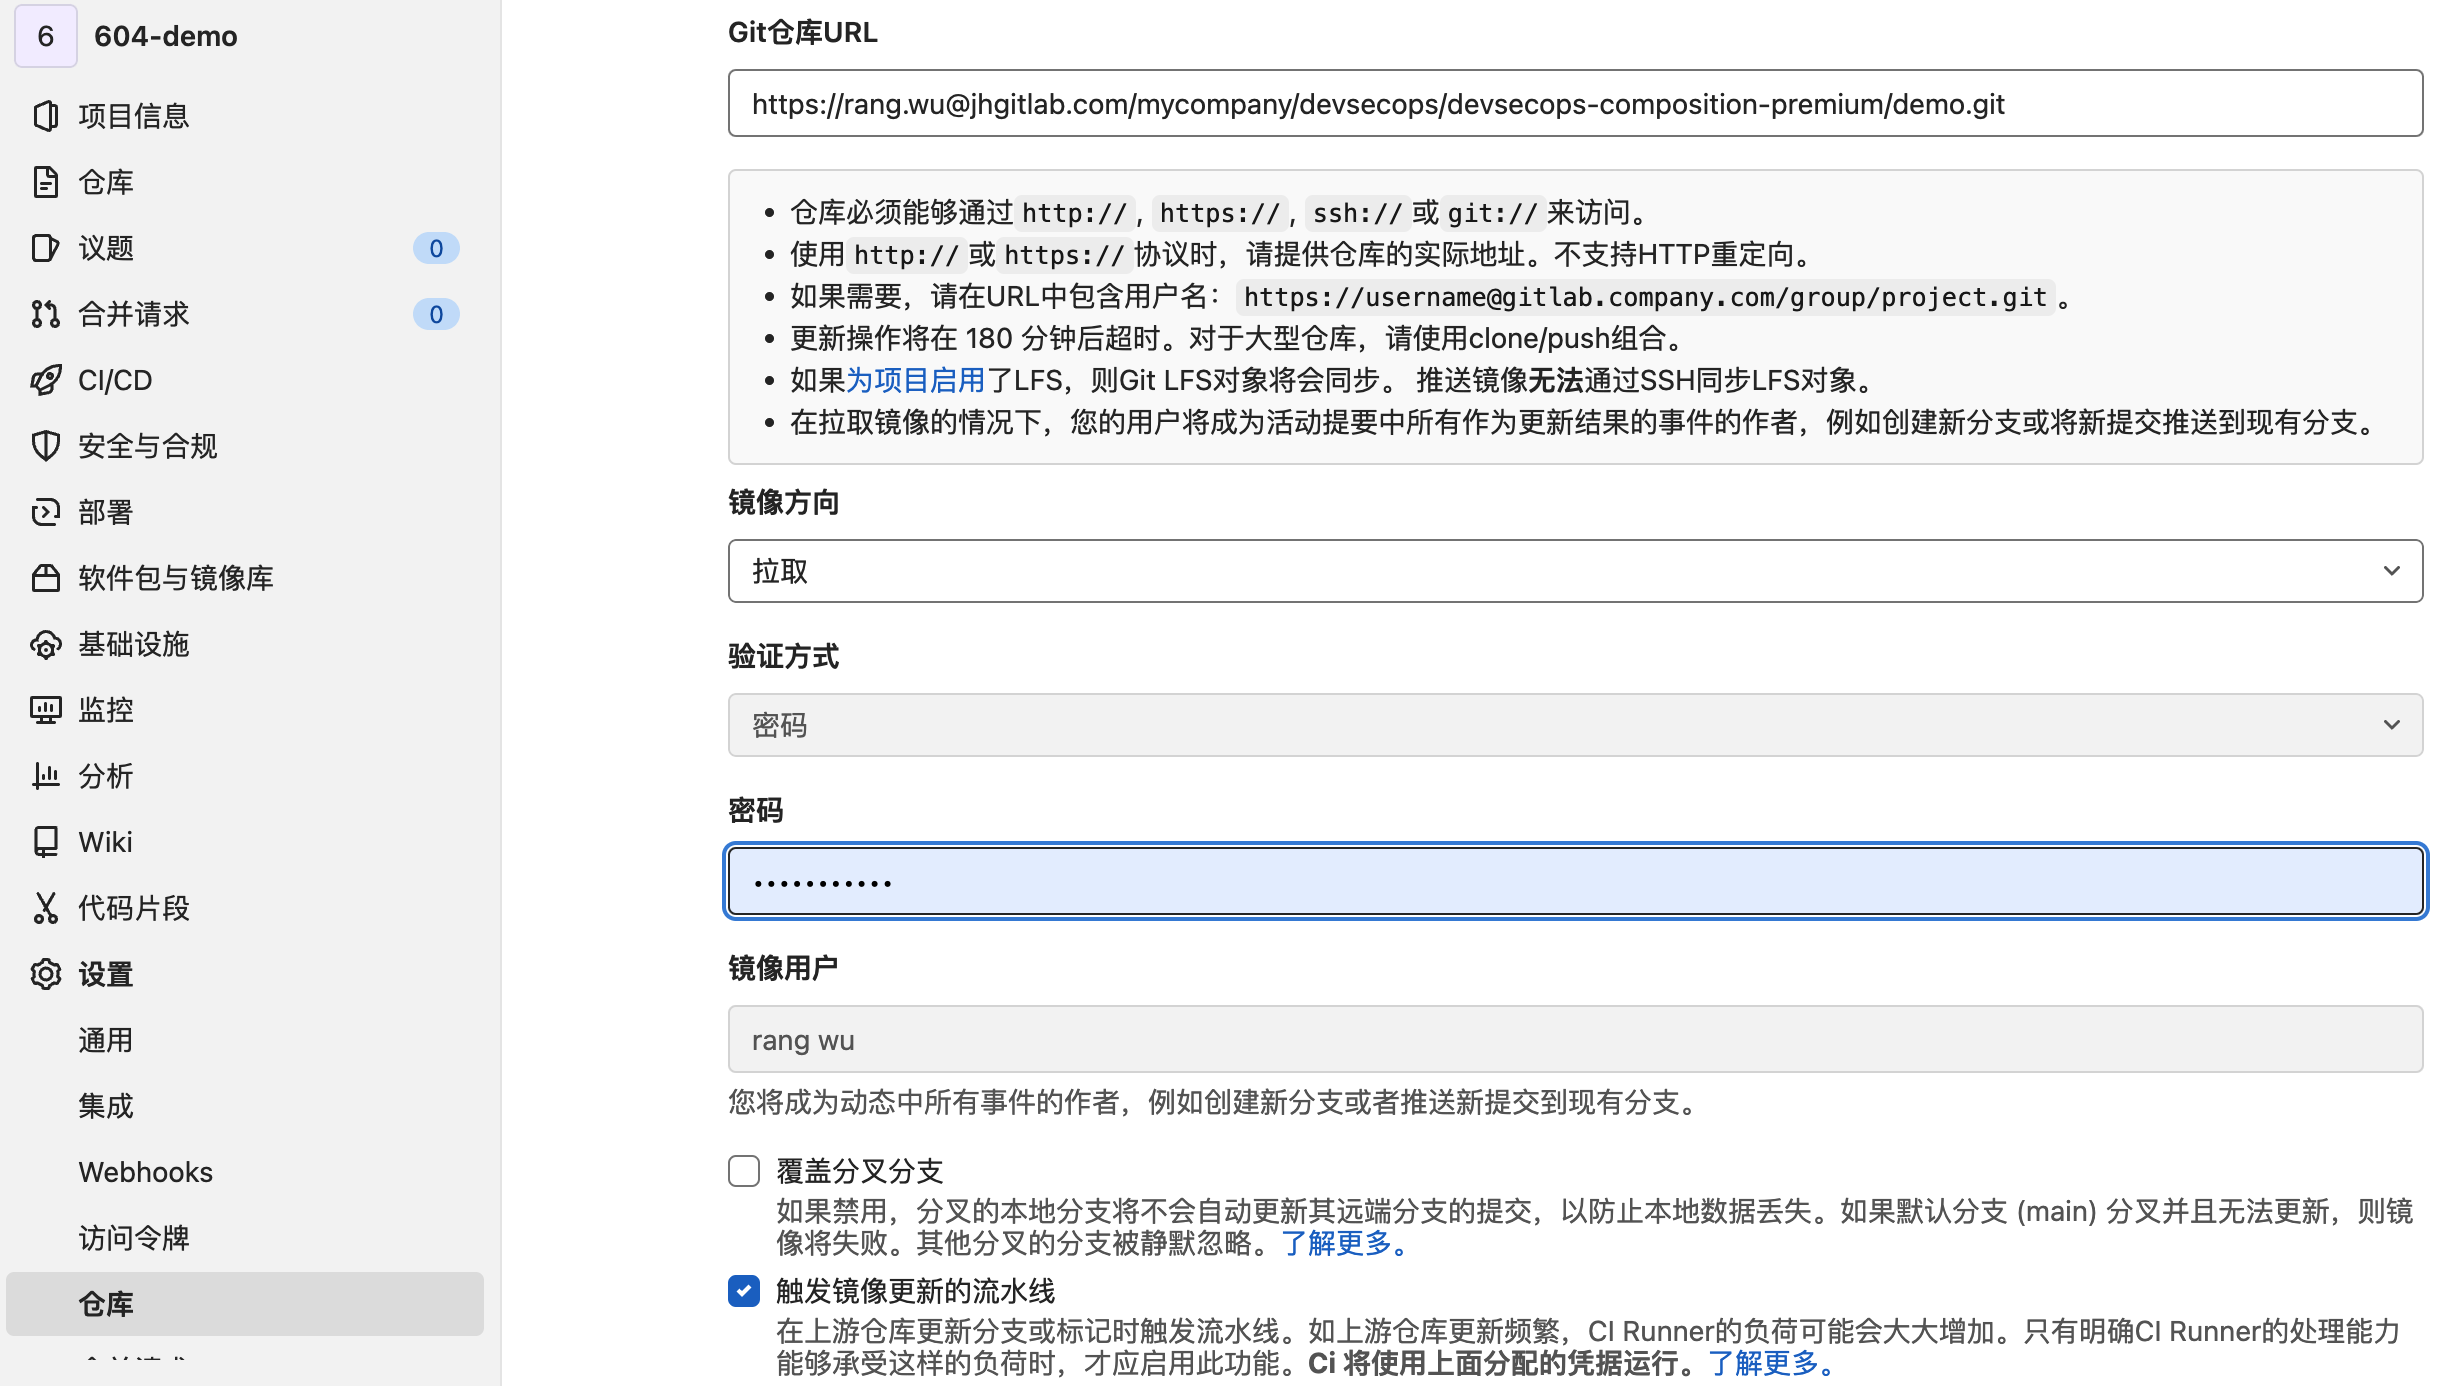 6
604-demo
项目信息
仓库
议题
0
合并请求
0
CI/CD
安全与合规
部署
软件包与镜像库
基础设施
监控
分析
Wiki
代码片段
设置
通用
集成
Webhooks
访问令牌
仓库
Git仓库URL
https://rang.wu@jhgitlab.com/mycompany/devsecops/devsecops-composition-premium/demo.git
• 仓库必须能够通过 http://, https://, ssh:// 或 git:// 来访问。
• 使用 http:// 或 https:// 协议时，请提供仓库的实际地址。不支持HTTP重定向。
• 如果需要，请在URL中包含用户名： https://username@gitlab.company.com/group/project.git 。
• 更新操作将在 180 分钟后超时。对于大型仓库，请使用clone/push组合。
• 如果为项目启用了LFS，则Git LFS对象将会同步。 推送镜像无法通过SSH同步LFS对象。
• 在拉取镜像的情况下，您的用户将成为活动提要中所有作为更新结果的事件的作者，例如创建新分支或将新提交推送到现有分支。
镜像方向
拉取
验证方式
密码
密码
•••••••••••
镜像用户
rang wu
您将成为动态中所有事件的作者，例如创建新分支或者推送新提交到现有分支。
覆盖分叉分支
如果禁用，分叉的本地分支将不会自动更新其远端分支的提交，以防止本地数据丢失。如果默认分支 (main) 分叉并且无法更新，则镜
像将失败。其他分叉的分支被静默忽略。了解更多。
触发镜像更新的流水线
在上游仓库更新分支或标记时触发流水线。如上游仓库更新频繁，CI Runner的负荷可能会大大增加。只有明确CI Runner的处理能力
能够承受这样的负荷时，才应启用此功能。Ci 将使用上面分配的凭据运行。了解更多。